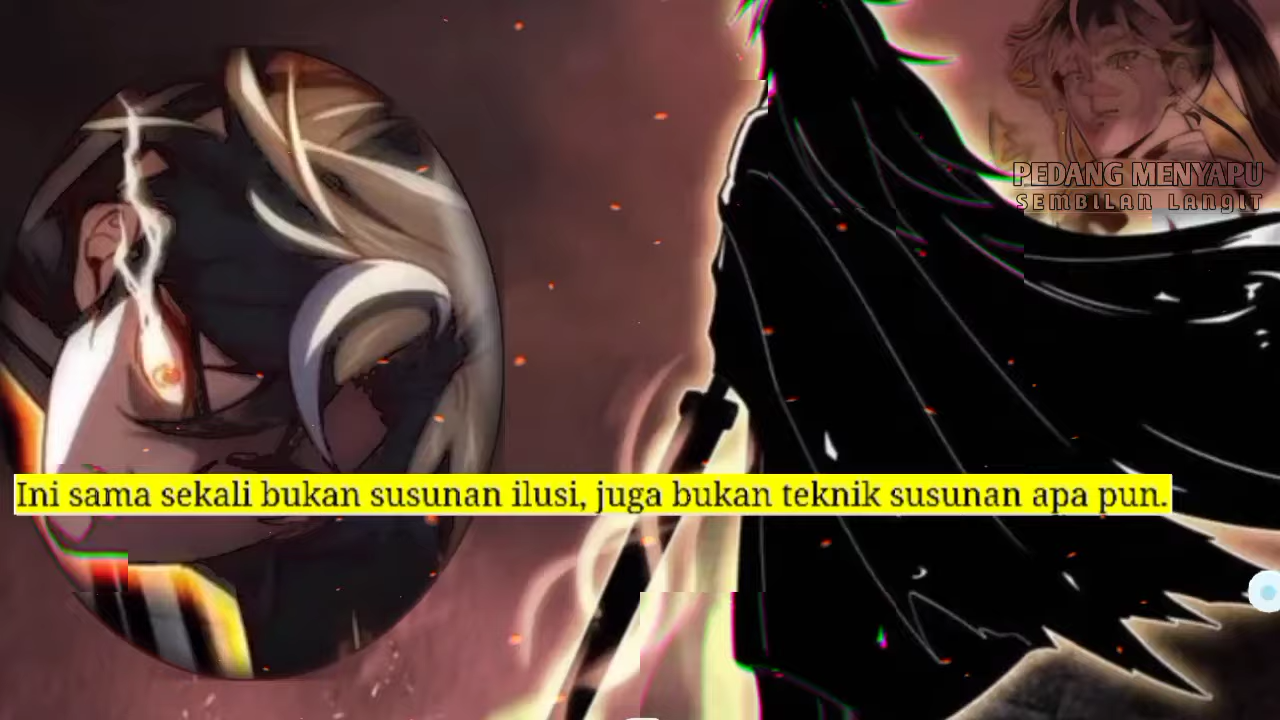 PEDANG MENYAPU
SEMBILAN LANGIT
Ini sama sekali bukan susunan ilusi, juga bukan teknik susunan apa pun.